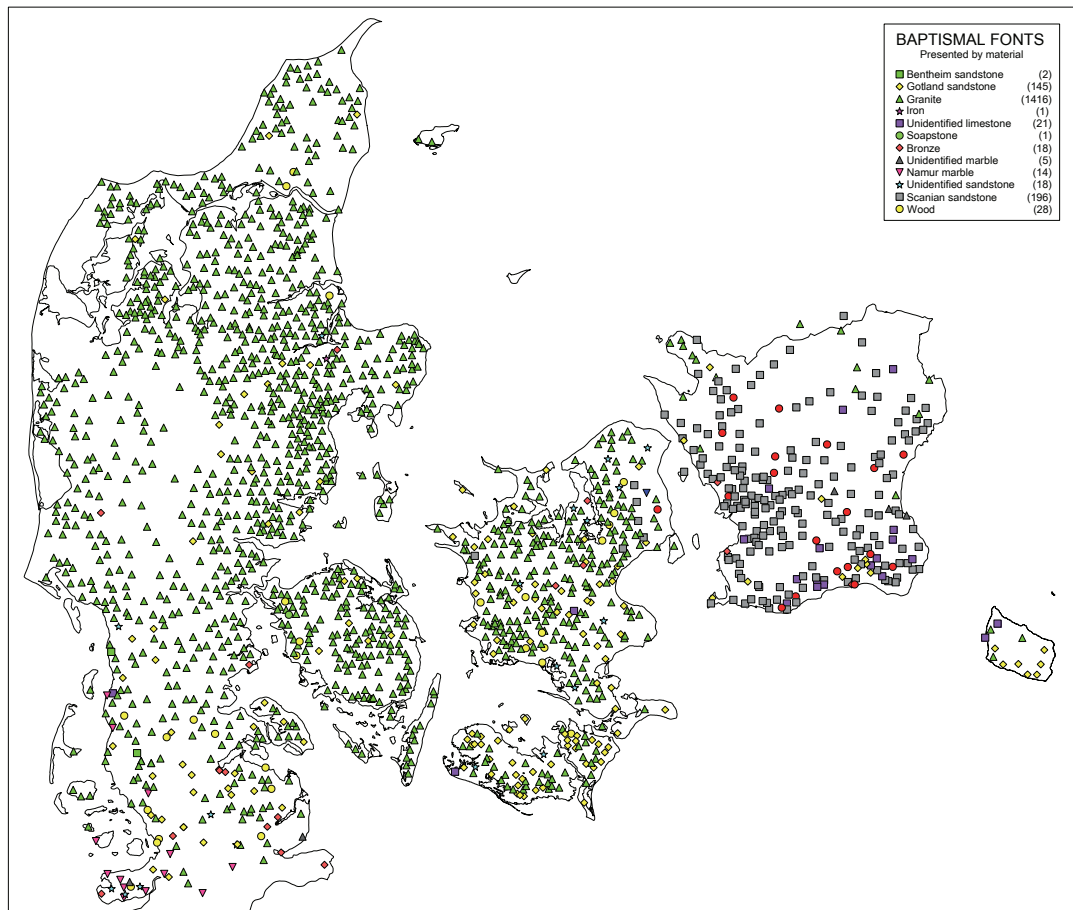 BAPTISMAL FONTS
Presented by material
Bentheim sandstone (2)
Gotland sandstone (145)
Granite (1416)
Iron (1)
Unidentified limestone (21)
Soapstone (1)
Bronze (18)
Unidentified marble (5)
Namur marble (14)
Unidentified sandstone (18)
Scanian sandstone (196)
Wood (28)